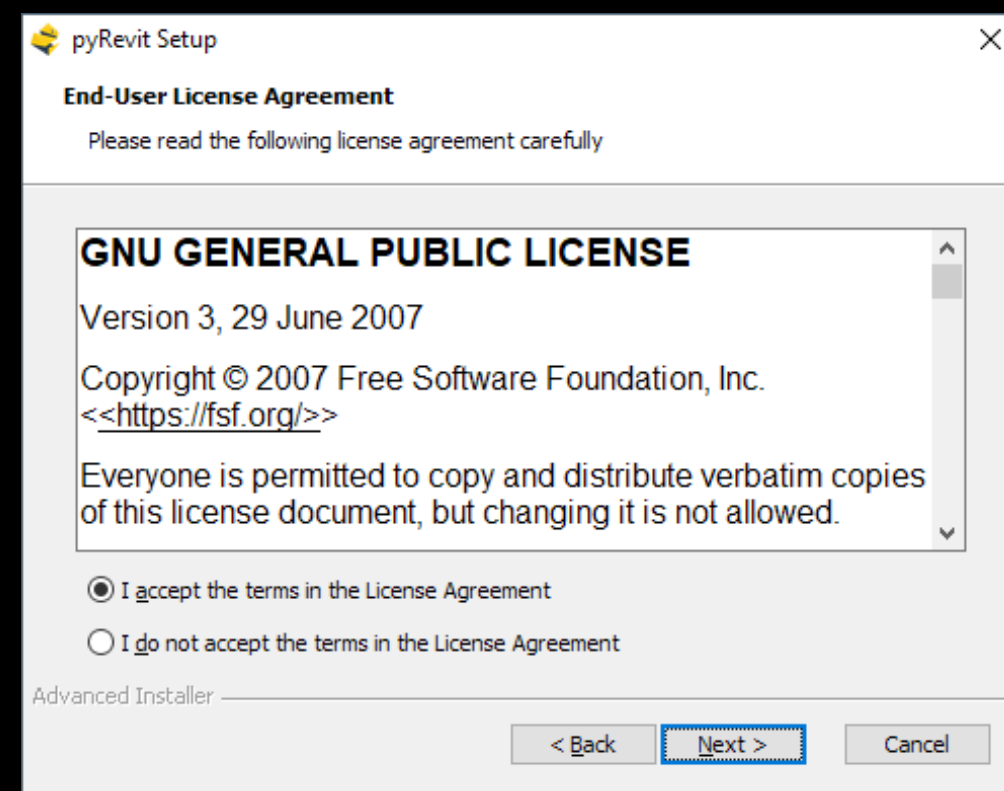 pyRevit Setup
End-User License Agreement
Please read the following license agreement carefully
GNU GENERAL PUBLIC LICENSE
Version 3, 29 June 2007
Copyright © 2007 Free Software Foundation, Inc.
<<https://fsf.org/>>
Everyone is permitted to copy and distribute verbatim copies
of this license document, but changing it is not allowed.
I accept the terms in the License Agreement
I do not accept the terms in the License Agreement
Advanced Installer
< Back Next > Cancel